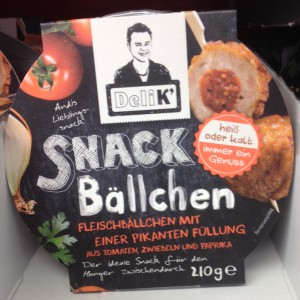 Andis
Lieblings-
snack
DeliK'
heiß
oder kalt
immer ein
Genuss
SNACK
Bällchen
FLEISCHBÄLLCHEN MIT
EINER PIKANTEN FÜLLUNG
AUS TOMATEN, ZWIEBELN UND PAPRIKA
Der ideale Snack für den
Hunger zwischendurch 210g e